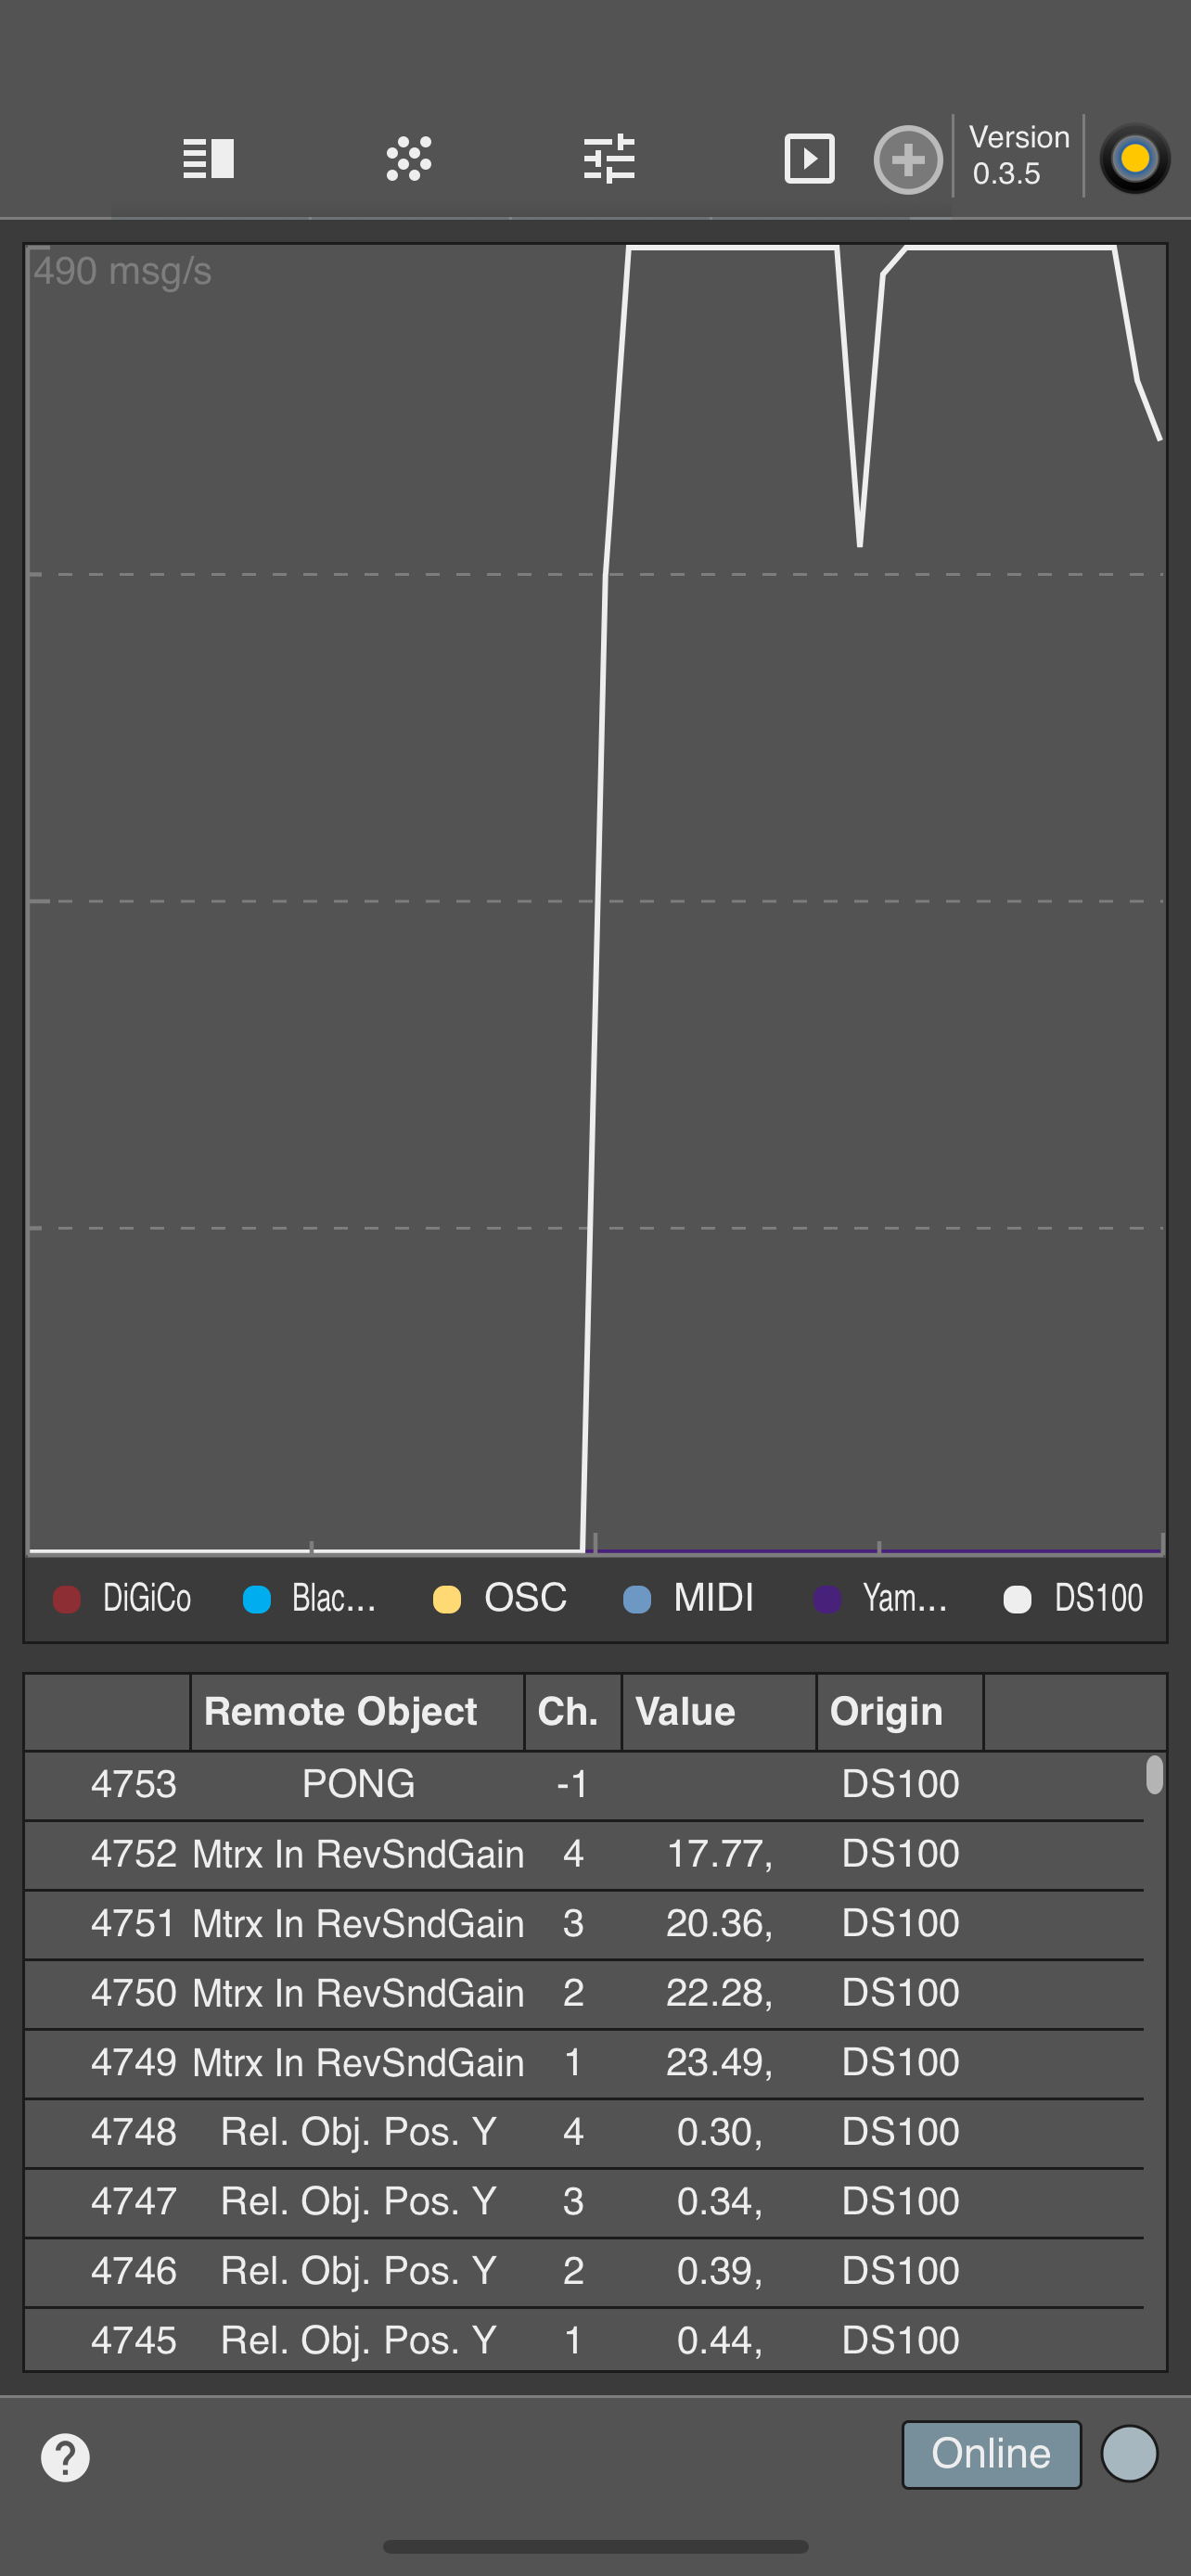 Version
0.3.5
490 msg/s
DiGiCo Blac... OSC MIDI Yam... DS100
Remote Object Ch. Value Origin
4753 PONG -1 DS100
4752 Mtrx In RevSndGain 4 17.77, DS100
4751 Mtrx In RevSndGain 3 20.36, DS100
4750 Mtrx In RevSndGain 2 22.28, DS100
4749 Mtrx In RevSndGain 1 23.49, DS100
4748 Rel. Obj. Pos. Y 4 0.30, DS100
4747 Rel. Obj. Pos. Y 3 0.34, DS100
4746 Rel. Obj. Pos. Y 2 0.39, DS100
4745 Rel. Obj. Pos. Y 1 0.44, DS100
? Online